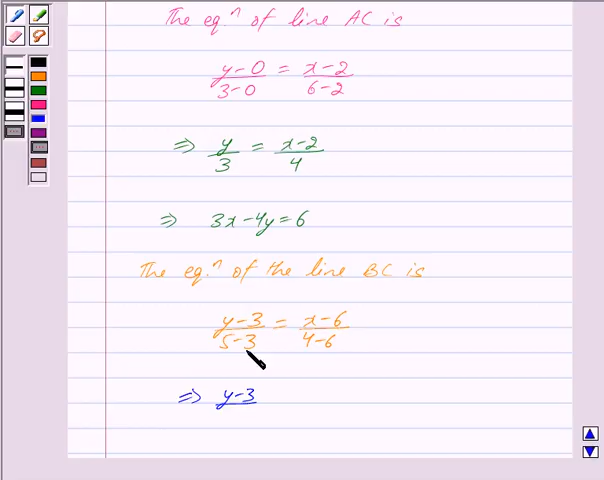 The eq.ⁿ of line AC is
y-0/3-0 = x-2/6-2
⇒ y/3 = x-2/4
⇒ 3x-4y=6
The eq.ⁿ of the line BC is
y-3/5-3 = x-6/4-6
⇒ y-3